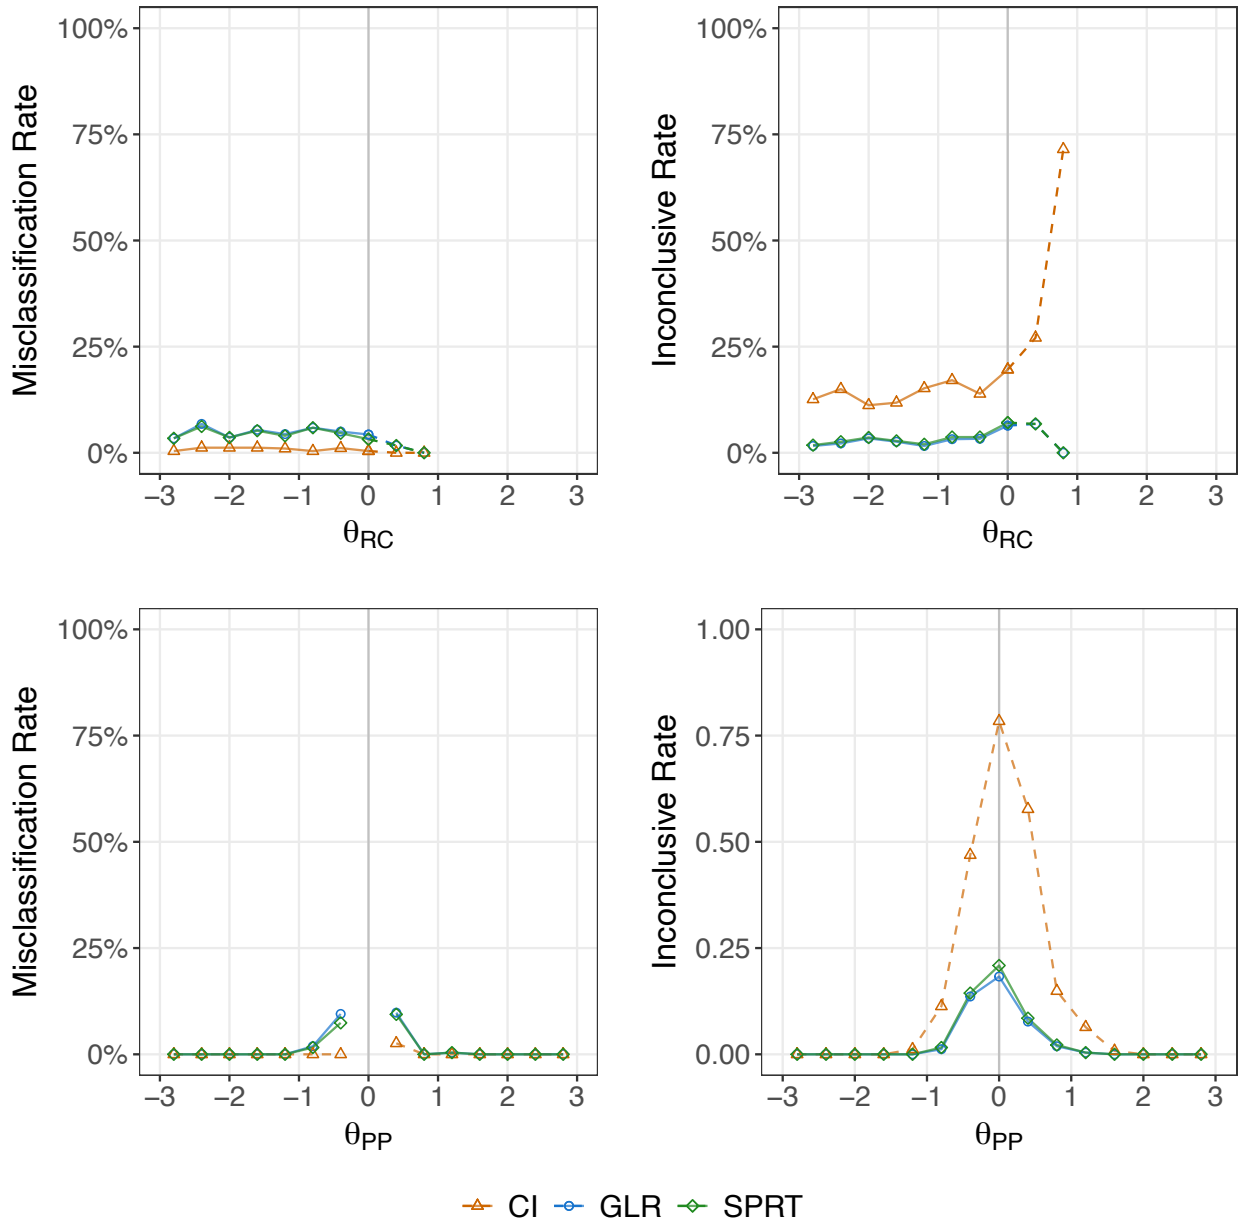 Misclassification Rate
100%
75%
50%
25%
0%
−3 −2 −1 0 1 2 3
θRC
Inconclusive Rate
100%
75%
50%
25%
0%
−3 −2 −1 0 1 2 3
θRC
Misclassification Rate
100%
75%
50%
25%
0%
−3 −2 −1 0 1 2 3
θPP
Inconclusive Rate
1.00
0.75
0.50
0.25
0.00
−3 −2 −1 0 1 2 3
θPP
CI GLR SPRT